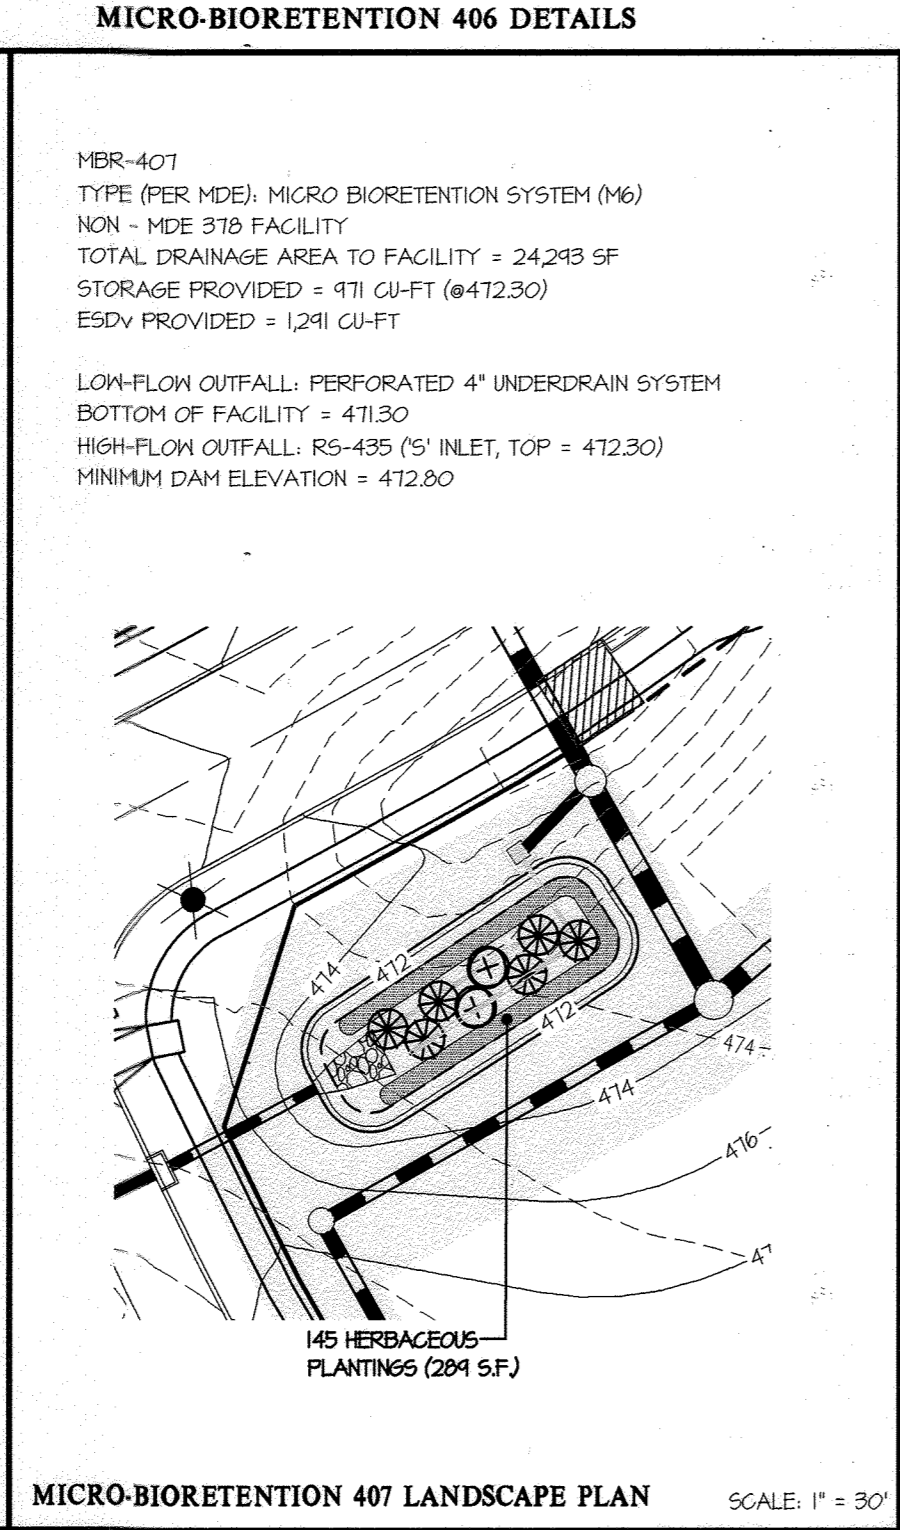 MICRO-BIORETENTION 406 DETAILS
MBR-407
TYPE (PER MDE): MICRO BIORETENTION SYSTEM (M6)
NON - MDE 378 FACILITY
TOTAL DRAINAGE AREA TO FACILITY = 24,293 SF
STORAGE PROVIDED = 971 CU-FT (@472.30)
ESDv PROVIDED = 1,291 CU-FT
LOW-FLOW OUTFALL: PERFORATED 4" UNDERDRAIN SYSTEM
BOTTOM OF FACILITY = 471.30
HIGH-FLOW OUTFALL: RS-435 ('S' INLET, TOP = 472.30)
MINIMUM DAM ELEVATION = 472.80
474
472
472
474
474
476
47
145 HERBACEOUS
PLANTINGS (289 S.F.)
MICRO-BIORETENTION 407 LANDSCAPE PLAN
SCALE: 1" = 30'